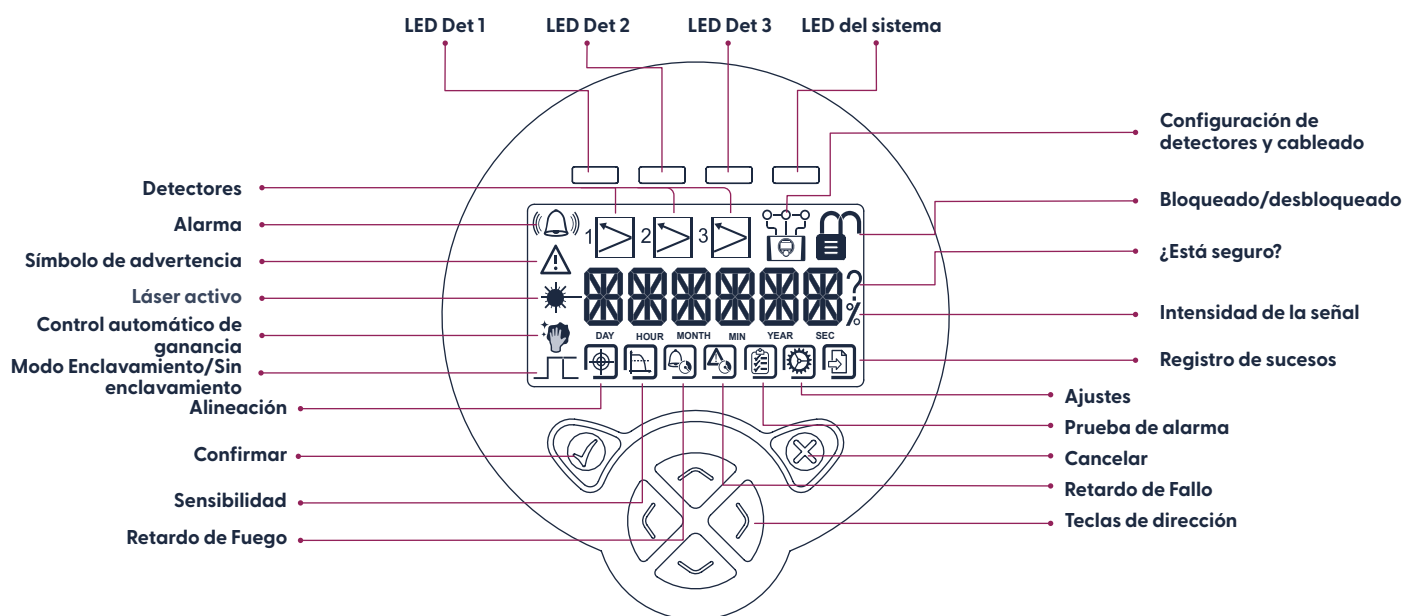 LED Det 1
LED Det 2
LED Det 3
LED del sistema
Configuración de
detectores y cableado
Detectores
Bloqueado/desbloqueado
Alarma
1
2
3
¿Está seguro?
Símbolo de advertencia
?
Láser activo
Intensidad de la señal
%
Control automático de
ganancia
DAY HOUR MONTH MIN YEAR SEC
Registro de sucesos
Modo Enclavamiento/Sin
enclavamiento
Alineación
Ajustes
Prueba de alarma
Confirmar
Cancelar
Sensibilidad
Retardo de Fallo
Retardo de Fuego
Teclas de dirección